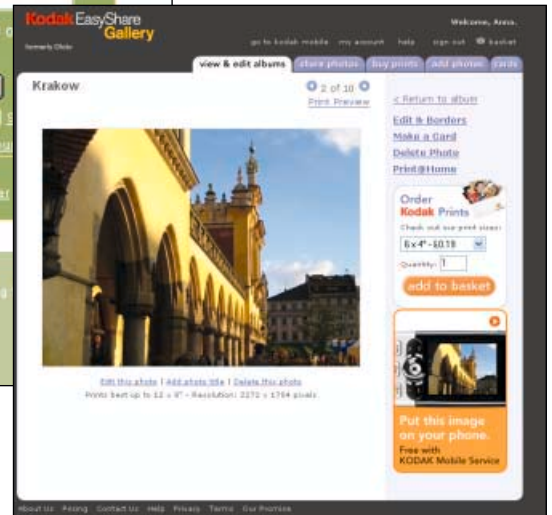 Kodak EasyShare
Gallery
formerly Ofoto
Welcome, Anna.
go to kodak mobile my account help sign out basket
view & edit albums share photos buy prints add photos cards
Krakow
2 of 10
Print Preview
< Return to album
Edit & Borders
Make a Card
Delete Photo
Print@Home
Order
Kodak Prints
Check out our print sizes:
6 x 4" - £0.19
Quantity: 1
add to basket
Edit this photo | Add photo title | Delete this photo
Prints best up to 12 x 8" - Resolution: 2272 x 1704 pixels
Put this image
on your phone.
Free with
KODAK Mobile Service
About Us Pricing Contact Us Help Privacy Terms Our Promise